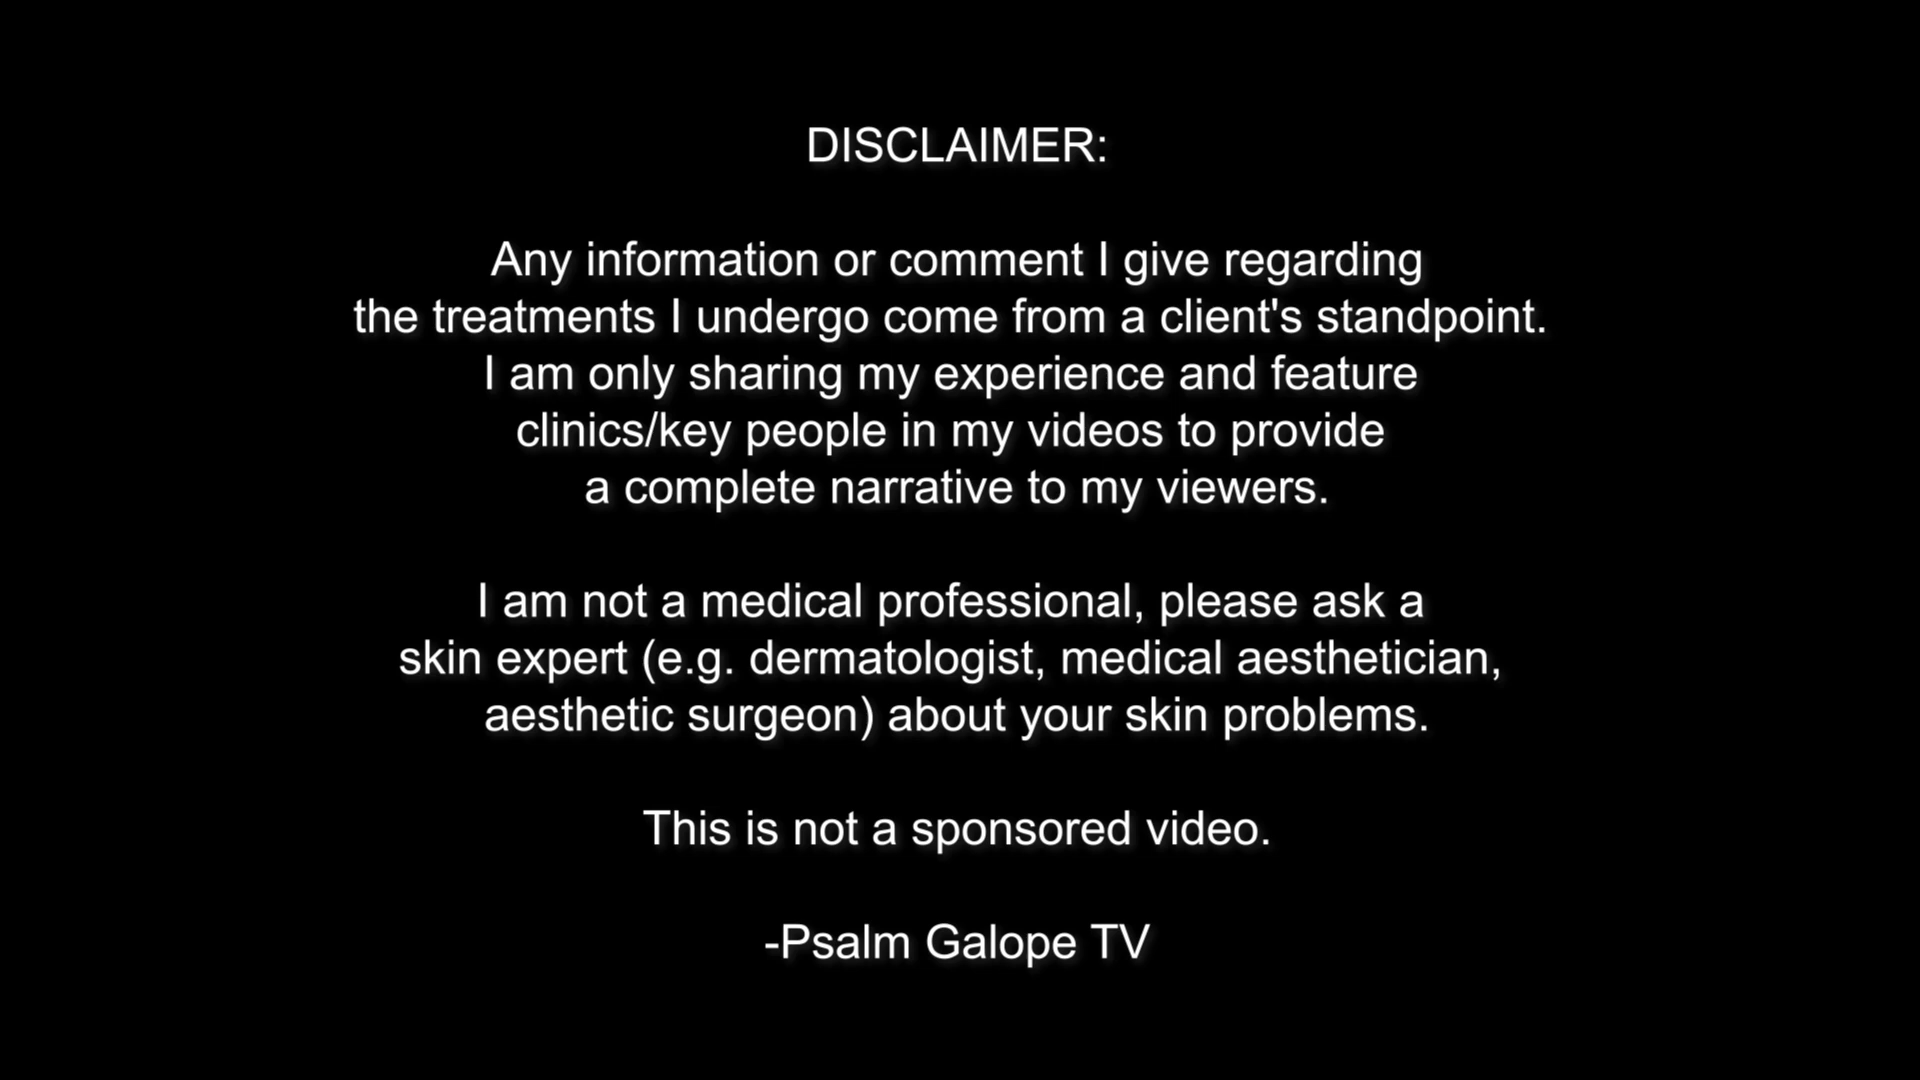 DISCLAIMER:
Any information or comment I give regarding
the treatments I undergo come from a client's standpoint.
I am only sharing my experience and feature
clinics/key people in my videos to provide
a complete narrative to my viewers.
I am not a medical professional, please ask a
skin expert (e.g. dermatologist, medical aesthetician,
aesthetic surgeon) about your skin problems.
This is not a sponsored video.
-Psalm Galope TV